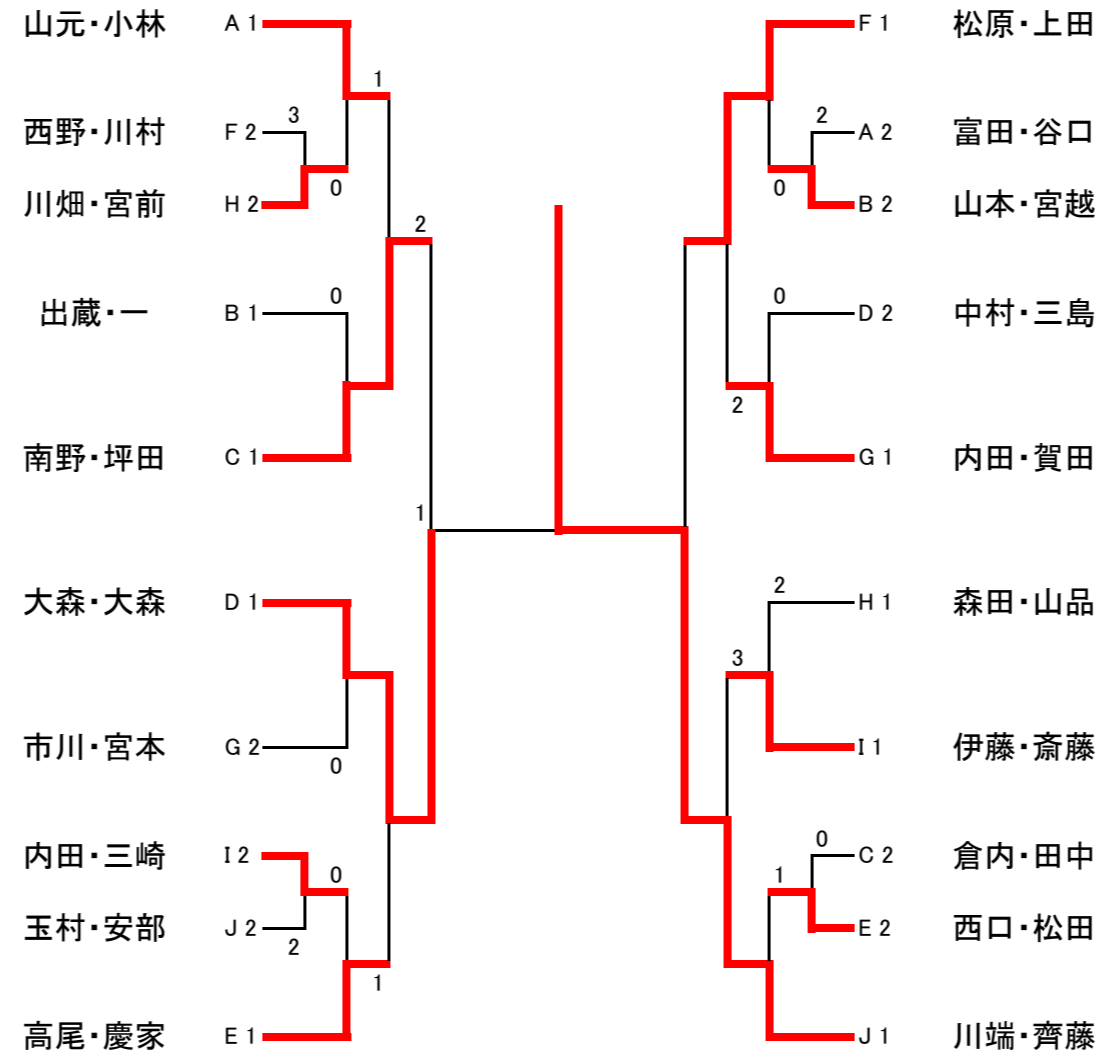 山元・小林 A 1 F 1 松原・上田
1
西野・川村 F 2 3 2 A 2 富田・谷口
0 0
川畑・宮前 H 2 B 2 山本・宮越
2
出蔵・一 B 1 0 0 D 2 中村・三島
2
南野・坪田 C 1 G 1 内田・賀田
1
大森・大森 D 1 2 H 1 森田・山品
3
市川・宮本 G 2 I 1 伊藤・斎藤
0
内田・三崎 I 2 0 1 0 C 2 倉内・田中
玉村・安部 J 2 E 2 西口・松田
2
1
高尾・慶家 E 1 J 1 川端・齊藤